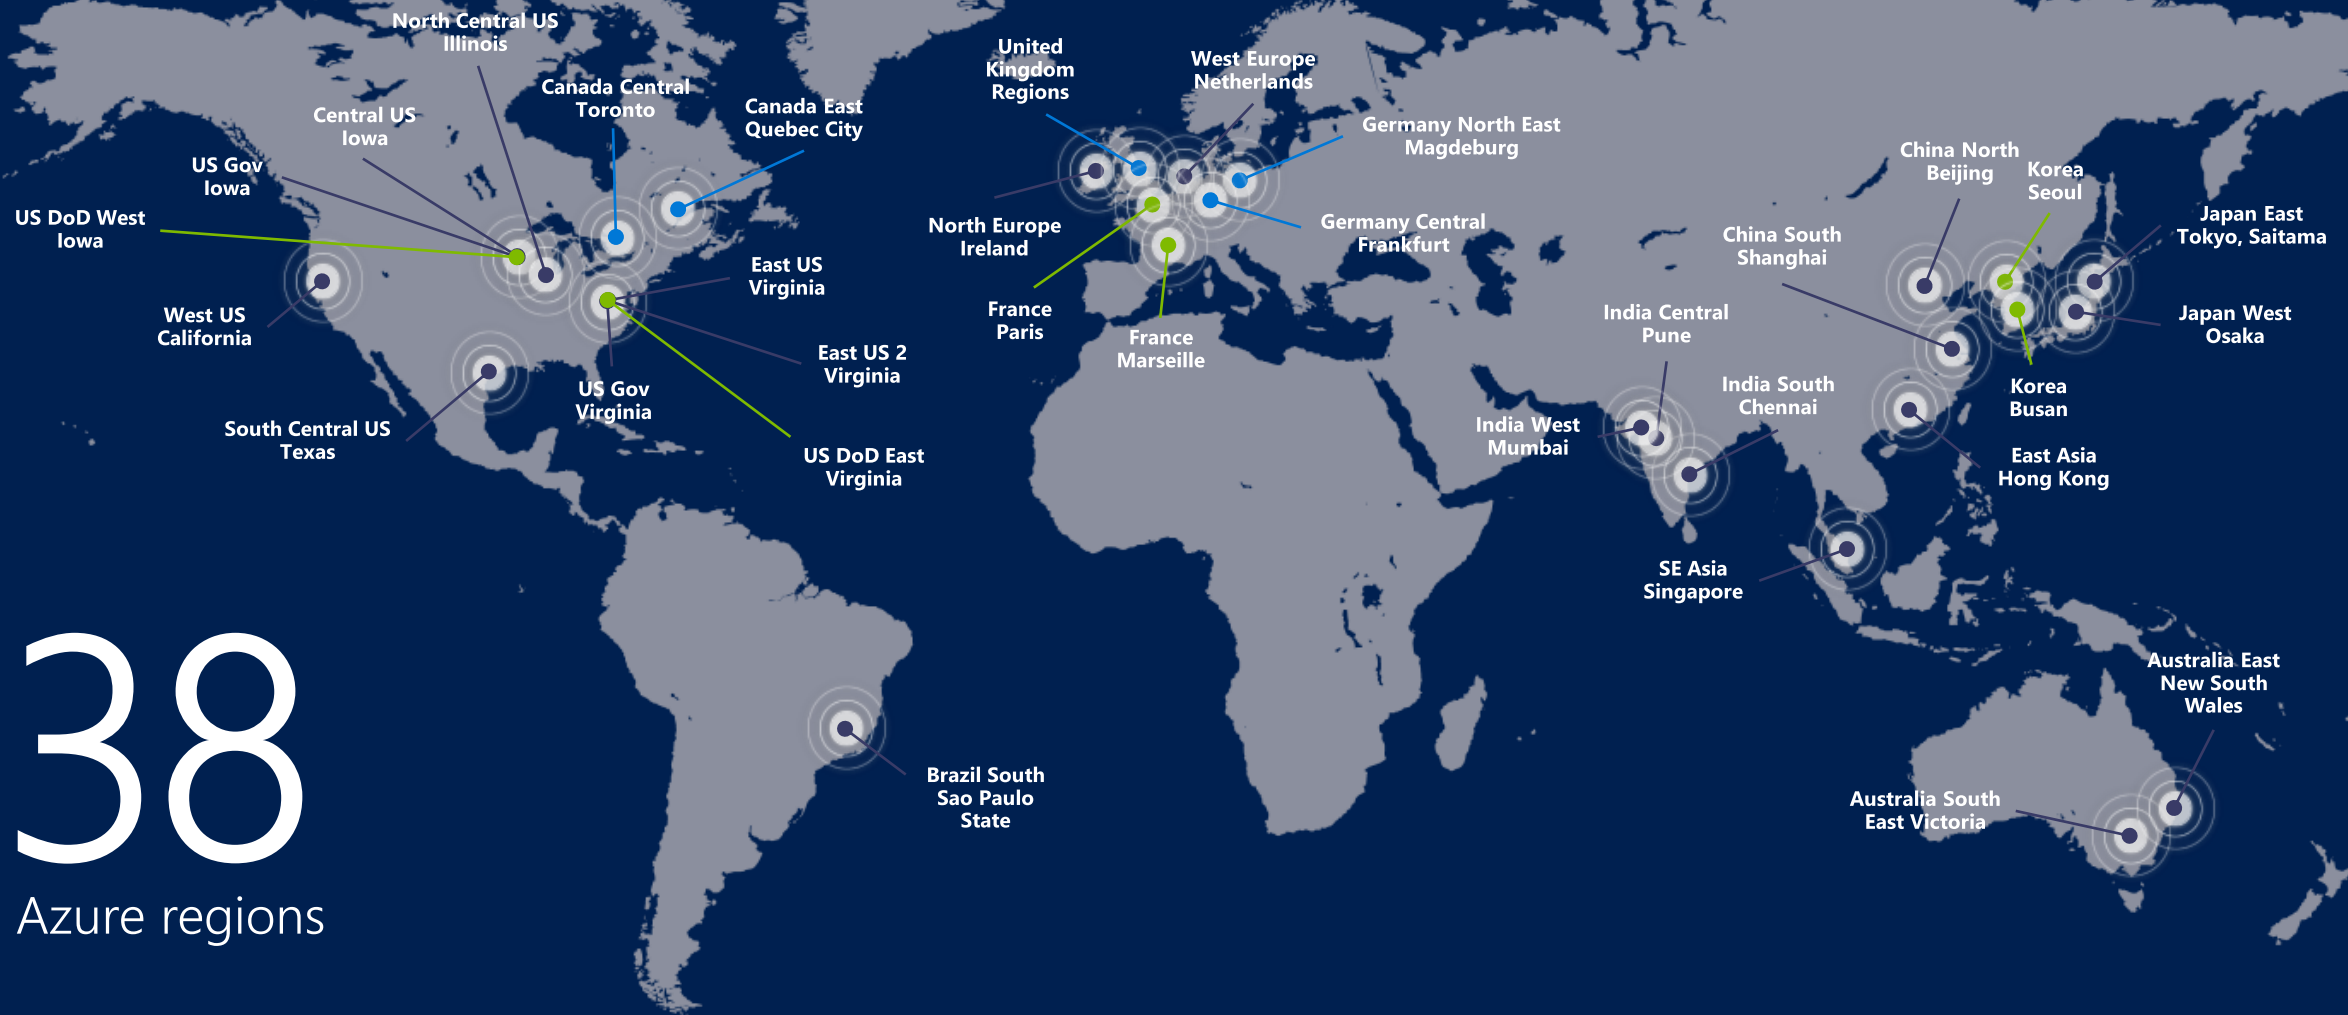 North Central US
Illinois
Canada Central
Toronto
Canada East
Quebec City
Central US
Iowa
US Gov
Iowa
US DoD West
Iowa
West US
California
South Central US
Texas
US Gov
Virginia
East US
Virginia
East US 2
Virginia
US DoD East
Virginia
United
Kingdom
Regions
West Europe
Netherlands
Germany North East
Magdeburg
North Europe
Ireland
Germany Central
Frankfurt
France
Paris
France
Marseille
China North
Beijing
Korea
Seoul
Japan East
Tokyo, Saitama
China South
Shanghai
Japan West
Osaka
India Central
Pune
India South
Chennai
Korea
Busan
India West
Mumbai
East Asia
Hong Kong
SE Asia
Singapore
Australia East
New South
Wales
Australia South
East Victoria
Brazil South
Sao Paulo
State
38
Azure regions